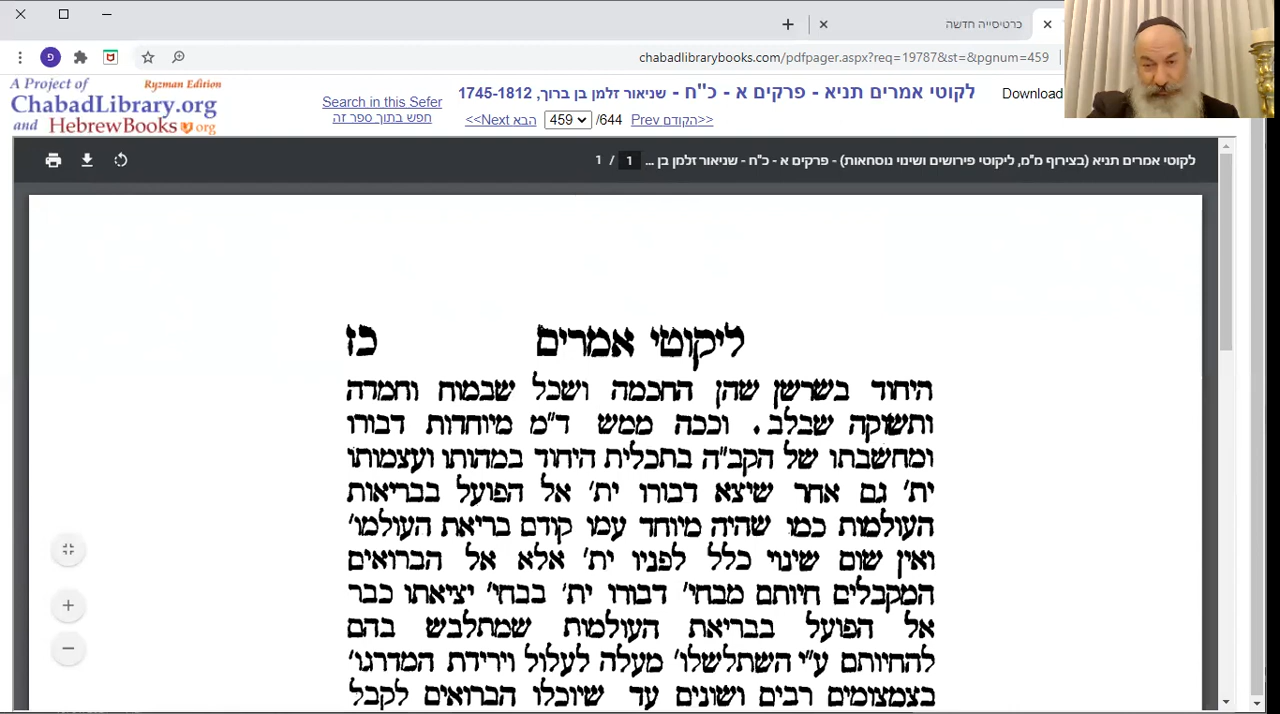 כרטיסייה חדשה
chabadlibrarybooks.com/pdfpager.aspx?req=19787&st=&pgnum=459
A Project of
Ryzman Edition
ChabadLibrary.org
and HebrewBooks.org
Search in this Sefer
חפש בתוך ספר זה
לקוטי אמרים תניא - פרקים א - כ"ח - שניאור זלמן בן ברוך, 1745-1812
<<Next הבא 459 /644 Prev הקודם>>
Download
לקוטי אמרים תניא (בצירוף מ"מ, ליקוטי פירושים ושינוי נוסחאות) - פרקים א - כ"ח - שניאור זלמן בן ...
1 / 1
ליקוטי אמרים כז
היחוד בשרשן שהן החכמה ושכל שבמוח וחמדה
ותשוקה שבלב. וככה ממש ד"מ מיוחדות דבורו
ומחשבתו של הקב"ה בתכלית היחוד במהותו ועצמותו
ית' גם אחר שיצא דבורו ית' אל הפועל בבריאות
העולמות כמו שהיה מיוחד עמו קודם בריאת העולמו'
ואין שום שינוי כלל לפניו ית' אלא אל הברואים
המקבלים חיותם מבחי' דבורו ית' בבחי' יציאתו כבר
אל הפועל בבריאת העולמות שמתלבש בהם
להחיותם ע"י השתלשלו' מעלה לעלול וירידת המדרגו'
בצמצומים רבים ושונים עד שיוכלו הברואים לקבל